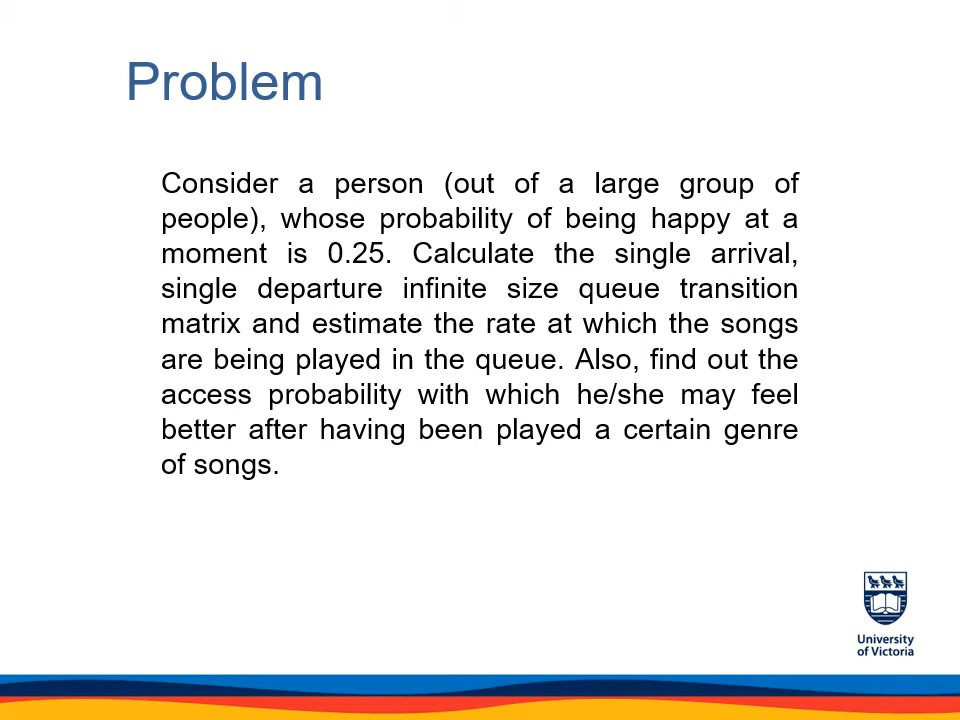 Problem
Consider a person (out of a large group of
people), whose probability of being happy at a
moment is 0.25. Calculate the single arrival,
single departure infinite size queue transition
matrix and estimate the rate at which the songs
are being played in the queue. Also, find out the
access probability with which he/she may feel
better after having been played a certain genre
of songs.
University
of Victoria